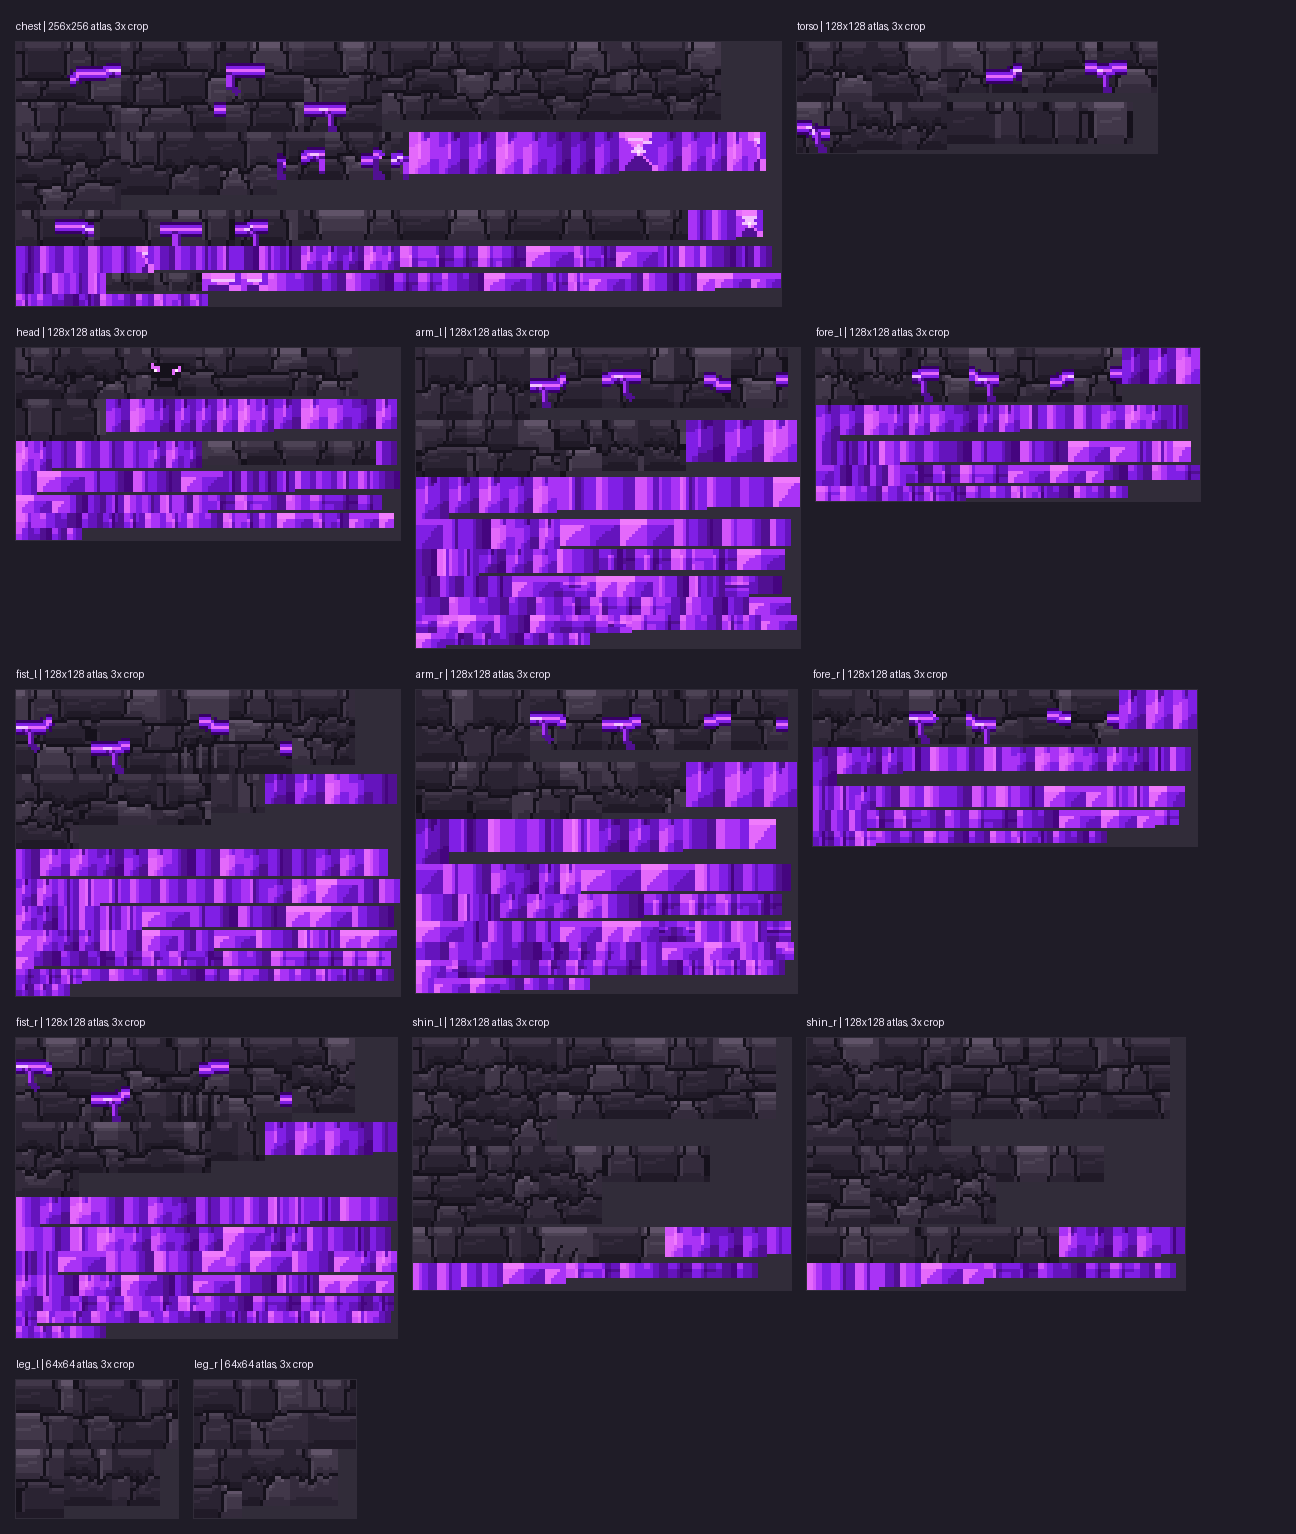 chest | 256x256 atlas, 3x crop
torso | 128x128 atlas, 3x crop
head | 128x128 atlas, 3x crop
arm_l | 128x128 atlas, 3x crop
fore_l | 128x128 atlas, 3x crop
fist_l | 128x128 atlas, 3x crop
arm_r | 128x128 atlas, 3x crop
fore_r | 128x128 atlas, 3x crop
fist_r | 128x128 atlas, 3x crop
shin_l | 128x128 atlas, 3x crop
shin_r | 128x128 atlas, 3x crop
leg_l | 64x64 atlas, 3x crop
leg_r | 64x64 atlas, 3x crop